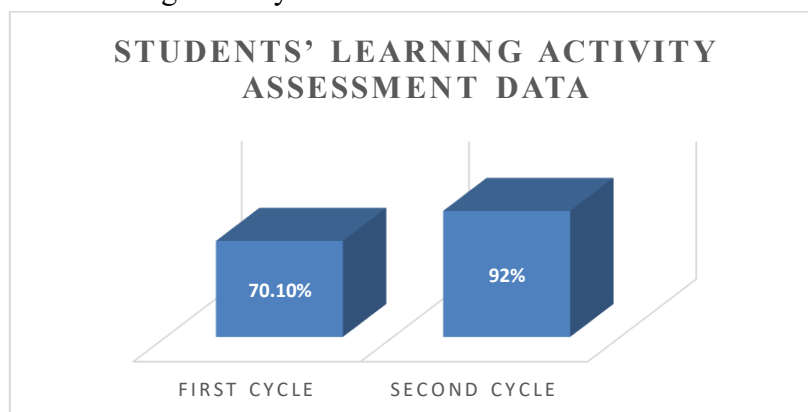 STUDENTS' LEARNING ACTIVITY
ASSESSMENT DATA
70.10%
92%
FIRST CYCLE
SECOND CYCLE